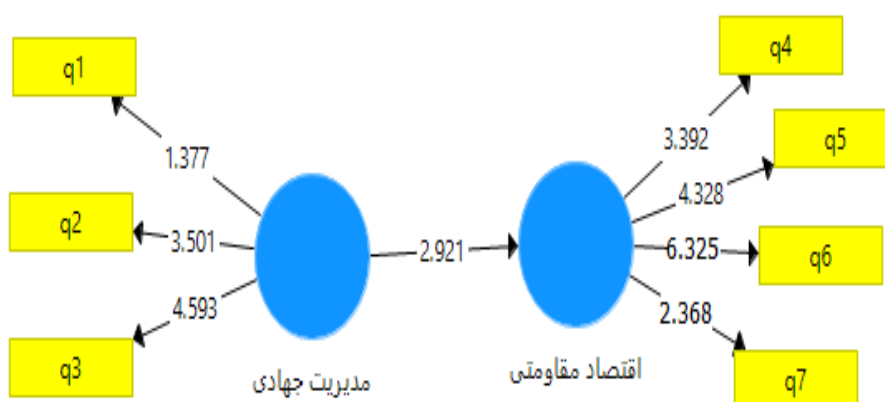 q1
1.377
q2
3.501
q3
4.593
مدیریت جهادی
2.921
اقتصاد مقاومتی
q4
3.392
q5
4.328
q6
6.325
q7
2.368